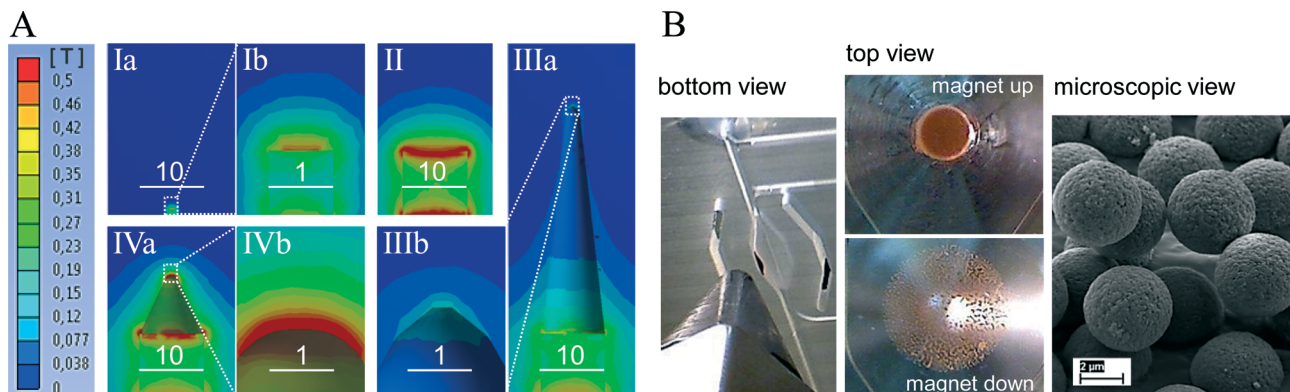 A
[T]
0,5
0,46
0,42
0,38
0,35
0,31
0,27
0,23
0,19
0,15
0,12
0,077
0,038
0
Ia
10
Ib
1
II
10
IIIa
10
IVa
10
IVb
1
IIIb
1
B
bottom view
top view
magnet up
magnet down
microscopic view
2 µm